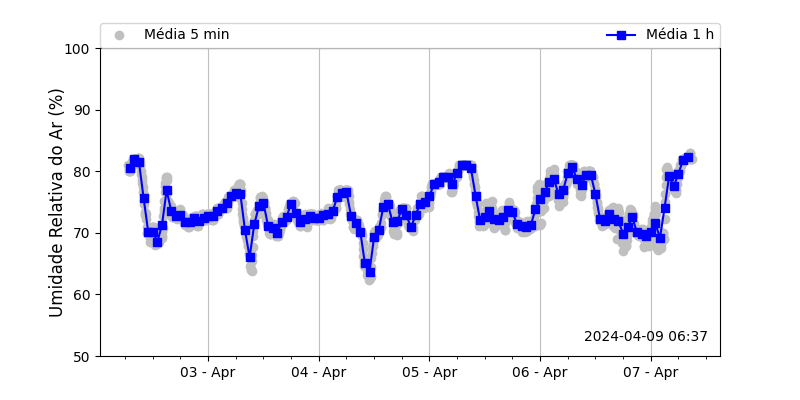 Média 5 min
Média 1 h
Umidade Relativa do Ar (%)
100
90
80
70
60
50
2024-04-09 06:37
03 - Apr
04 - Apr
05 - Apr
06 - Apr
07 - Apr